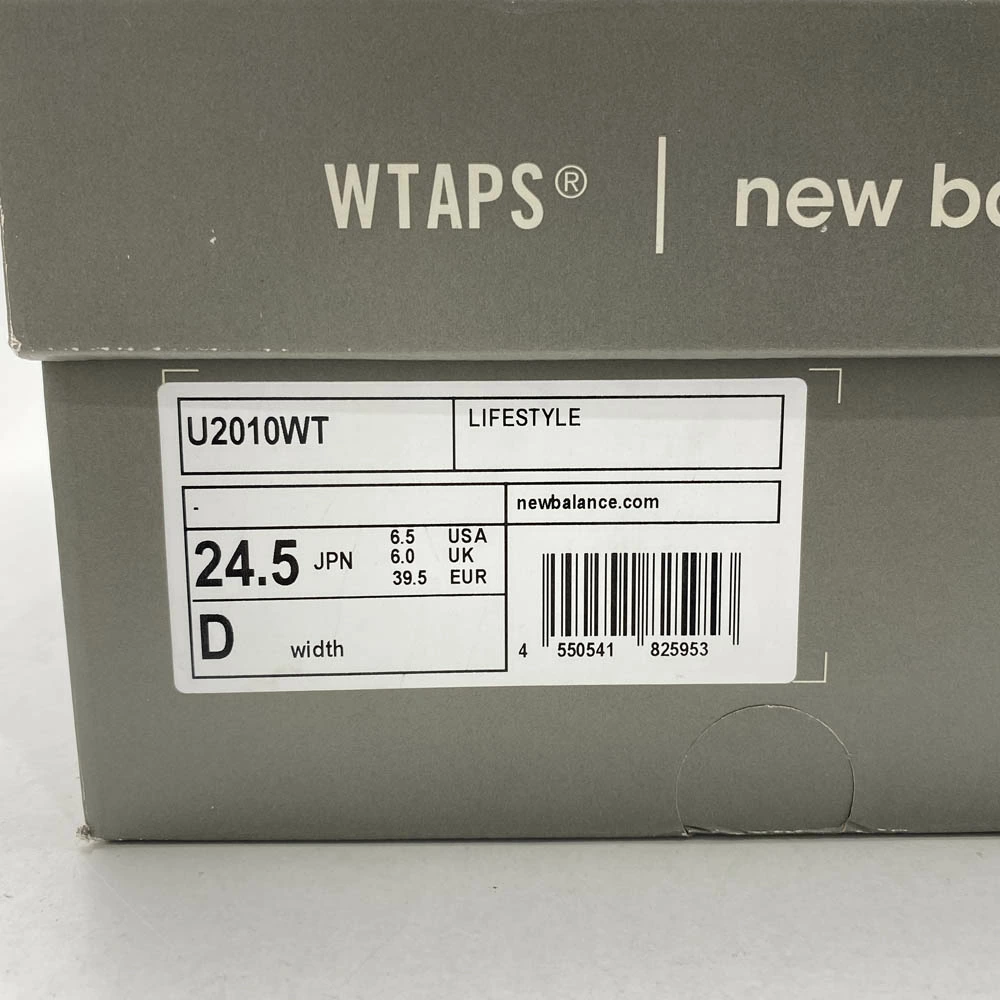 WTAPS® | new ba
U2010WT
LIFESTYLE
-
newbalance.com
24.5 JPN
6.5 USA
6.0 UK
39.5 EUR
D width
4 550541 825953